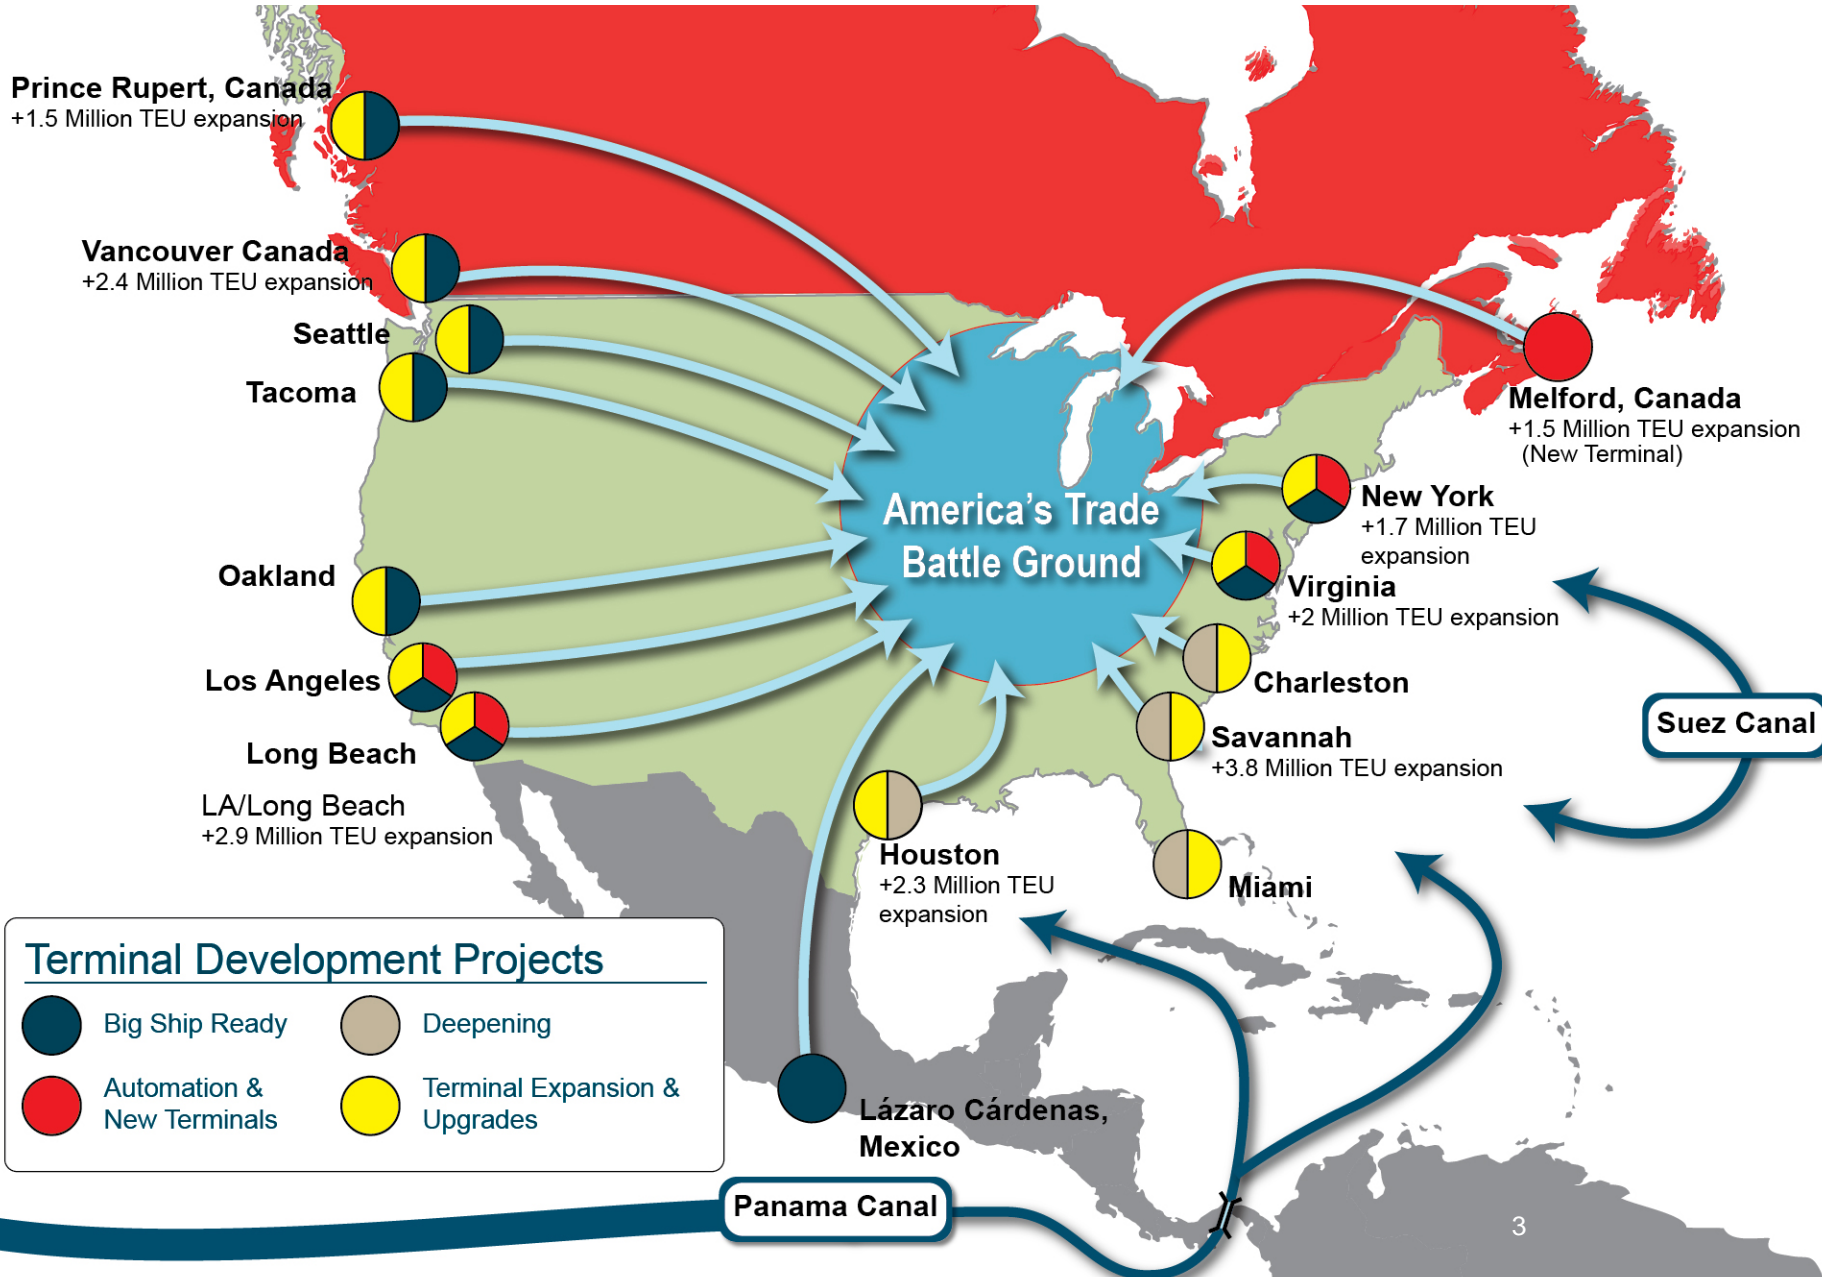 Prince Rupert, Canada
+1.5 Million TEU expansion
Vancouver Canada
+2.4 Million TEU expansion
Seattle
Tacoma
Oakland
Los Angeles
Long Beach
LA/Long Beach
+2.9 Million TEU expansion
America's Trade
Battle Ground
Melford, Canada
+1.5 Million TEU expansion
(New Terminal)
New York
+1.7 Million TEU
expansion
Virginia
+2 Million TEU expansion
Charleston
Savannah
+3.8 Million TEU expansion
Suez Canal
Houston
+2.3 Million TEU
expansion
Miami
Terminal Development Projects
Big Ship Ready
Deepening
Automation &
New Terminals
Terminal Expansion &
Upgrades
Lázaro Cárdenas,
Mexico
Panama Canal
3